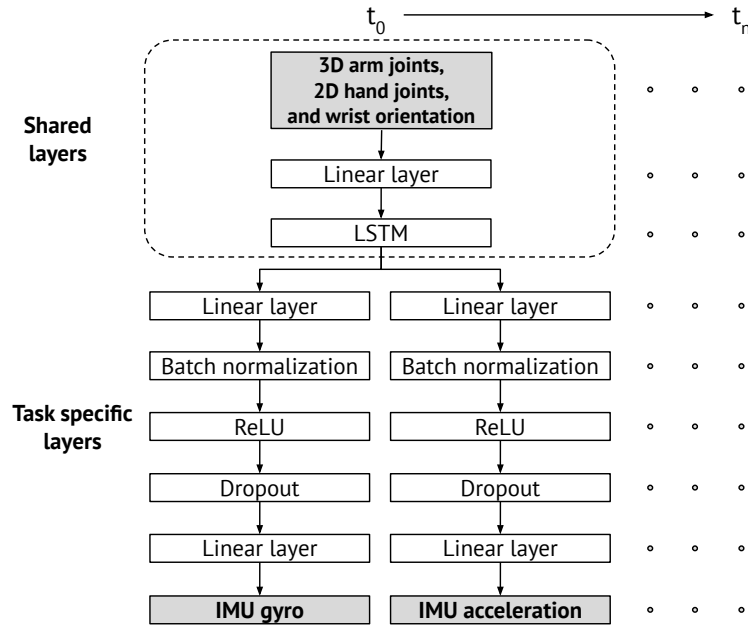 t0
tn
3D arm joints,
2D hand joints,
and wrist orientation
Shared
layers
Linear layer
LSTM
Linear layer
Linear layer
Batch normalization
Batch normalization
Task specific
layers
ReLU
ReLU
Dropout
Dropout
Linear layer
Linear layer
IMU gyro
IMU acceleration